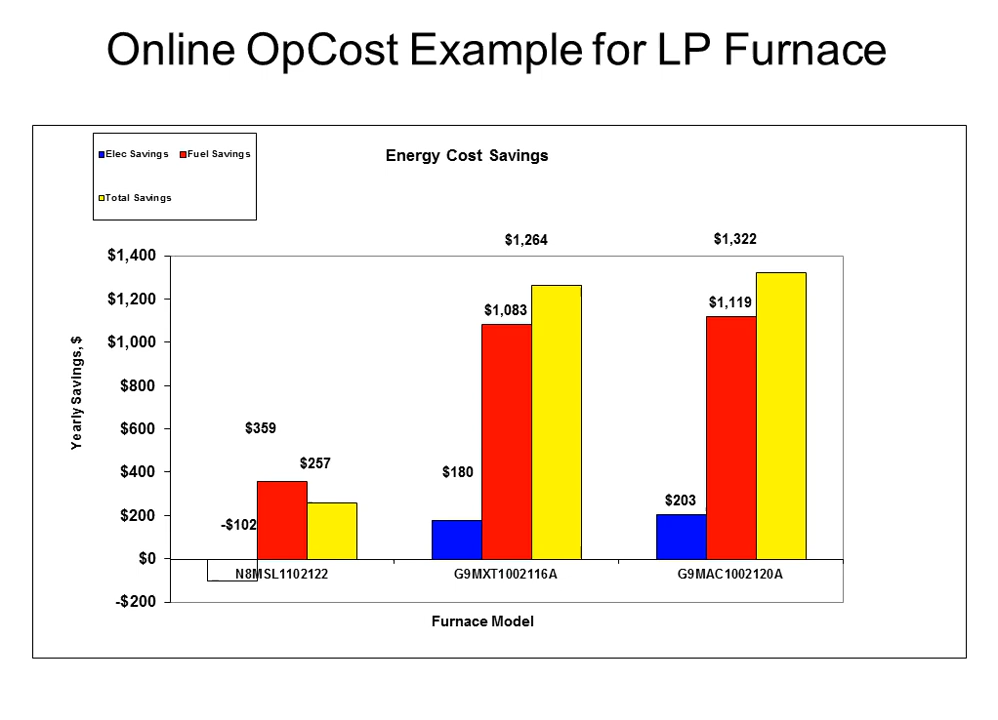 Online OpCost Example for LP Furnace
Elec Savings Fuel Savings
Total Savings
Energy Cost Savings
$1,264 $1,322
$1,400
$1,200
$1,083 $1,119
$1,000
$800
$600
$359
$257
$400
$180
$203
$200
-$102
$0
-$200
Yearly Savings, $
N8MSL1102122 G9MXT1002116A G9MAC1002120A
Furnace Model